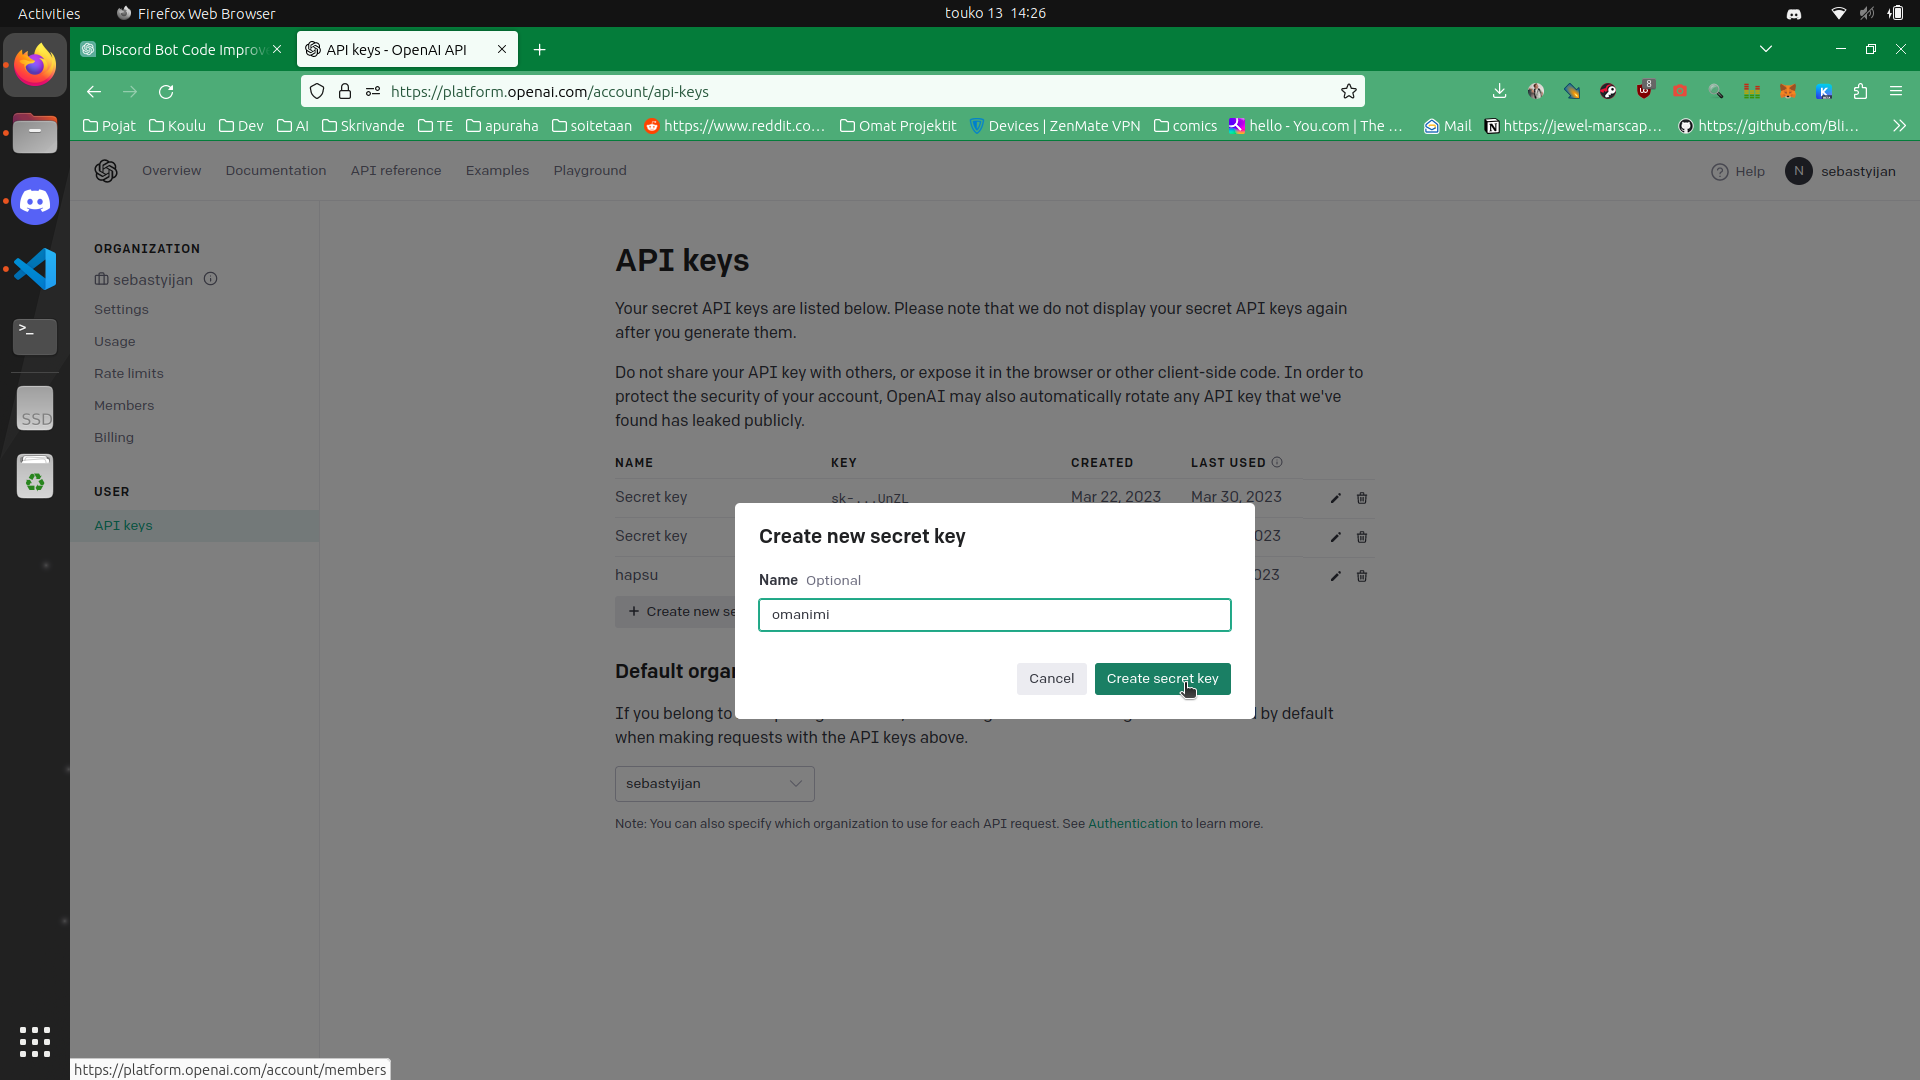 Activities
Firefox Web Browser
touko 13 14:26
Discord Bot Code Improv
API keys - OpenAI API
https://platform.openai.com/account/api-keys
8
Pojat
Koulu
Dev
AI
Skrivande
TE
apuraha
soitetaan
https://www.reddit.co…
Omat Projektit
Devices | ZenMate VPN
comics
hello - You.com | The …
Mail
https://jewel-marscap…
https://github.com/Bli…
Overview
Documentation
API reference
Examples
Playground
Help
N
sebastyijan
ORGANIZATION
sebastyijan
Settings
Usage
Rate limits
Members
Billing
USER
API keys
SSD
API keys
Your secret API keys are listed below. Please note that we do not display your secret API keys again
after you generate them.
Do not share your API key with others, or expose it in the browser or other client-side code. In order to
protect the security of your account, OpenAI may also automatically rotate any API key that we've
found has leaked publicly.
NAME KEY CREATED LAST USED
Secret key sk-...UnZL Mar 22, 2023 Mar 30, 2023
Secret key 023
hapsu 023
+ Create new se
Create new secret key
Name Optional
omanimi
Cancel
Create secret key
Default orga
If you belong to by default
when making requests with the API keys above.
sebastyijan
Note: You can also specify which organization to use for each API request. See Authentication to learn more.
https://platform.openai.com/account/members